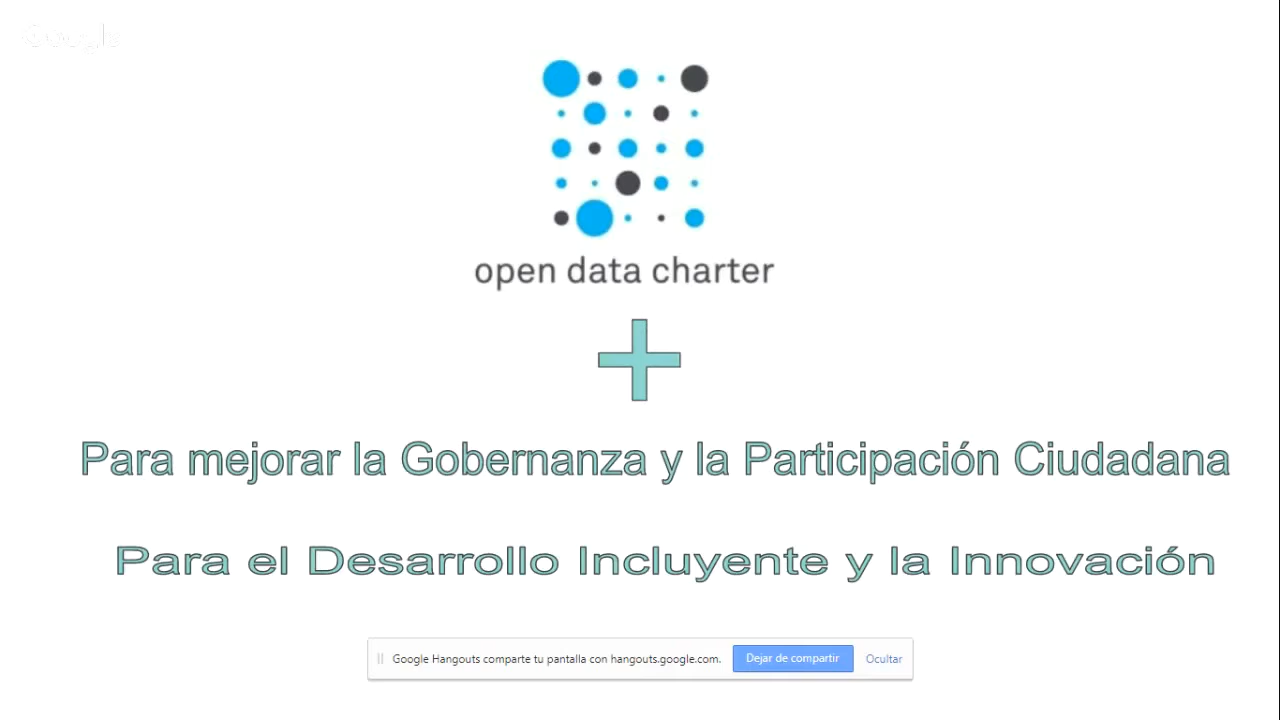 Google
open data charter
Para mejorar la Gobernanza y la Participación Ciudadana
Para el Desarrollo Incluyente y la Innovación
Google Hangouts comparte tu pantalla con hangouts.google.com. Dejar de compartir Ocultar